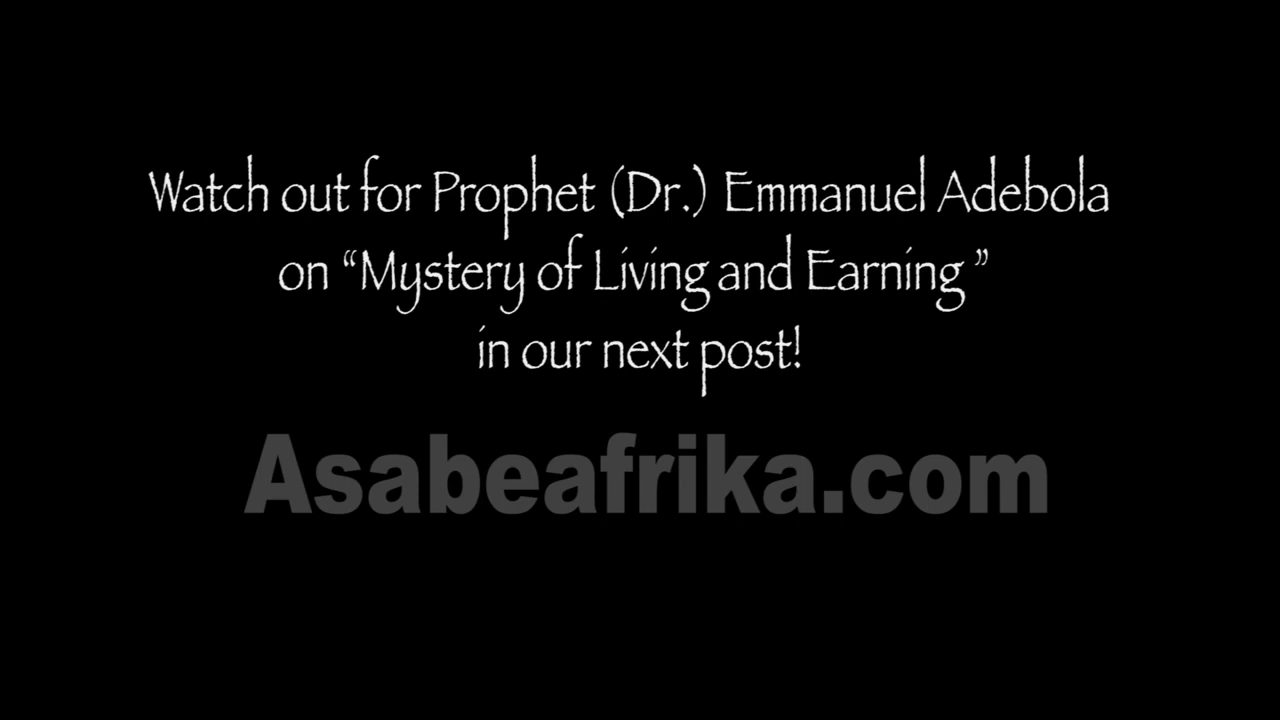 Watch out for Prophet (Dr.) Emmanuel Adebola
on “Mystery of Living and Earning ”
in our next post!
Asabeafrika.com